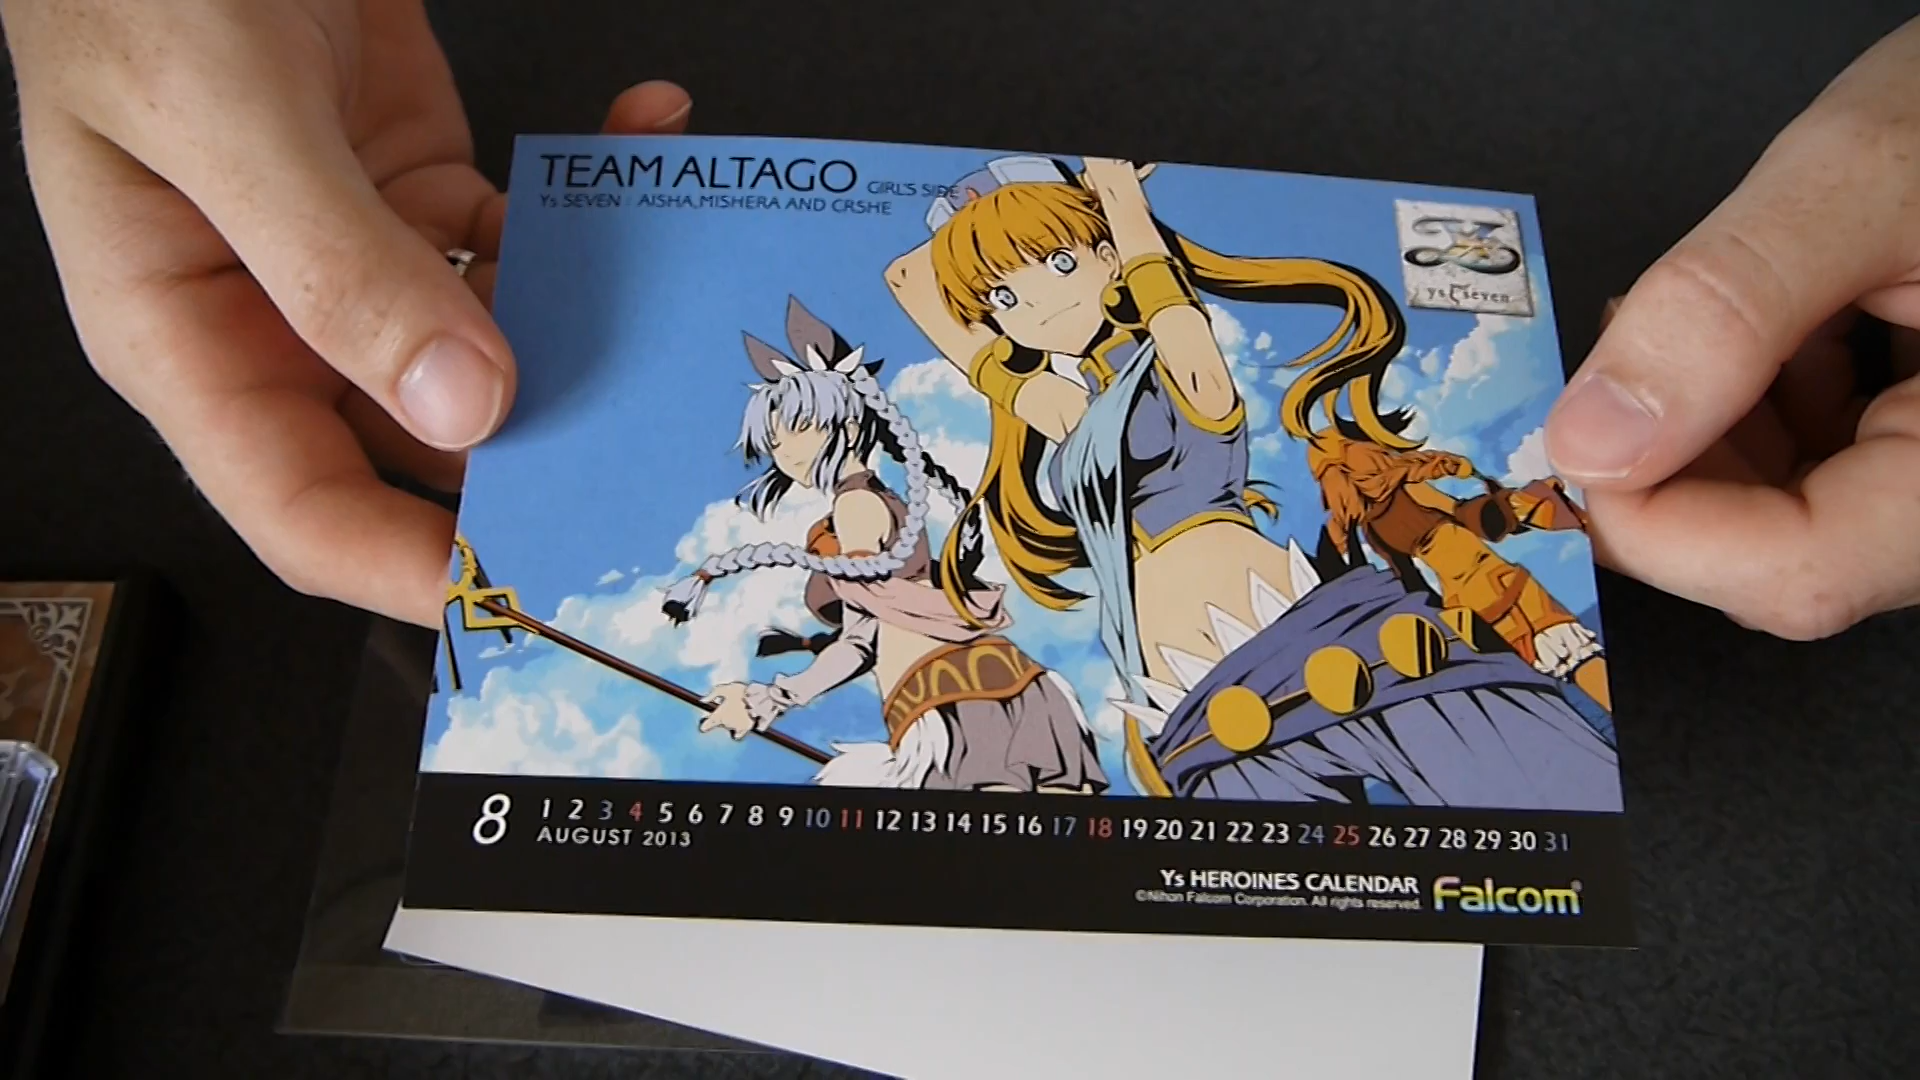 TEAM ALTAGO GIRL'S SIDE
Ys SEVEN : AISHA,MISHERA AND CRSHE
Ys
ys seven
8
1 2 3 4 5 6 7 8 9 10 11 12 13 14 15 16 17 18 19 20 21 22 23 24 25 26 27 28 29 30 31
AUGUST 2013
Ys HEROINES CALENDAR
©Nihon Falcom Corporation. All rights reserved.
Falcom®